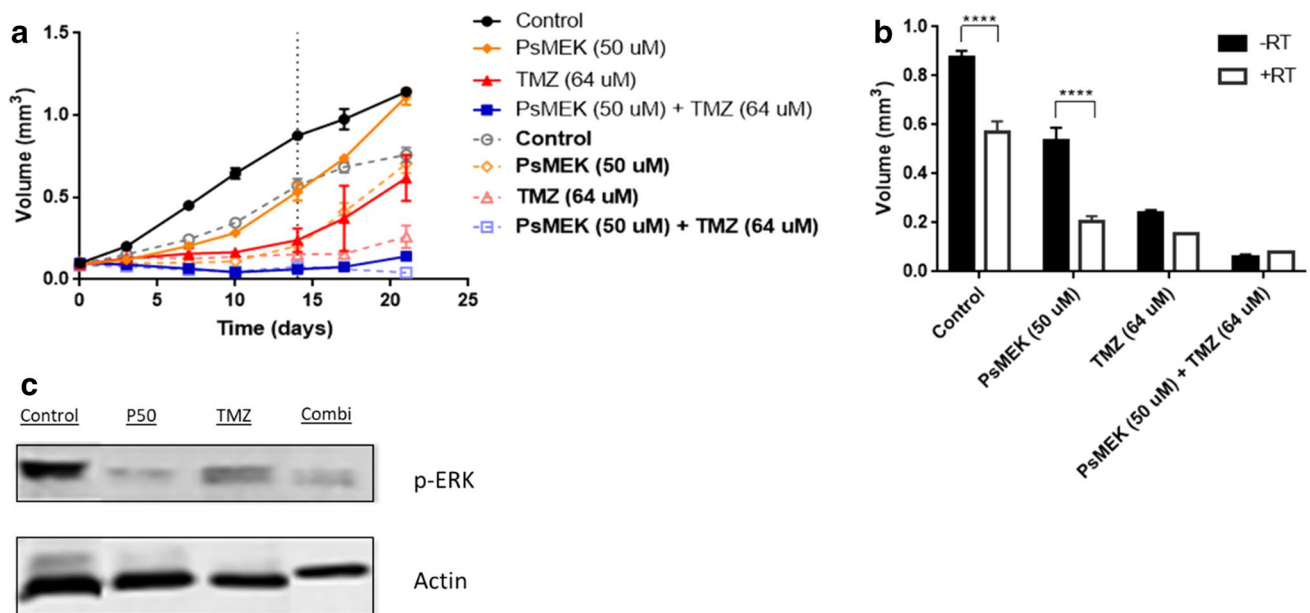 a
1.5
1.0
0.5
0.0
Volume (mm³)
0 5 10 15 20 25
Time (days)
Control
PsMEK (50 uM)
TMZ (64 uM)
PsMEK (50 uM) + TMZ (64 uM)
Control
PsMEK (50 uM)
TMZ (64 uM)
PsMEK (50 uM) + TMZ (64 uM)
b
1.0
0.8
0.6
0.4
0.2
0.0
Volume (mm³)
****
****
-RT
+RT
Control
PsMEK (50 uM)
TMZ (64 uM)
PsMEK (50 uM) + TMZ (64 uM)
c
Control P50 TMZ Combi
p-ERK
Actin